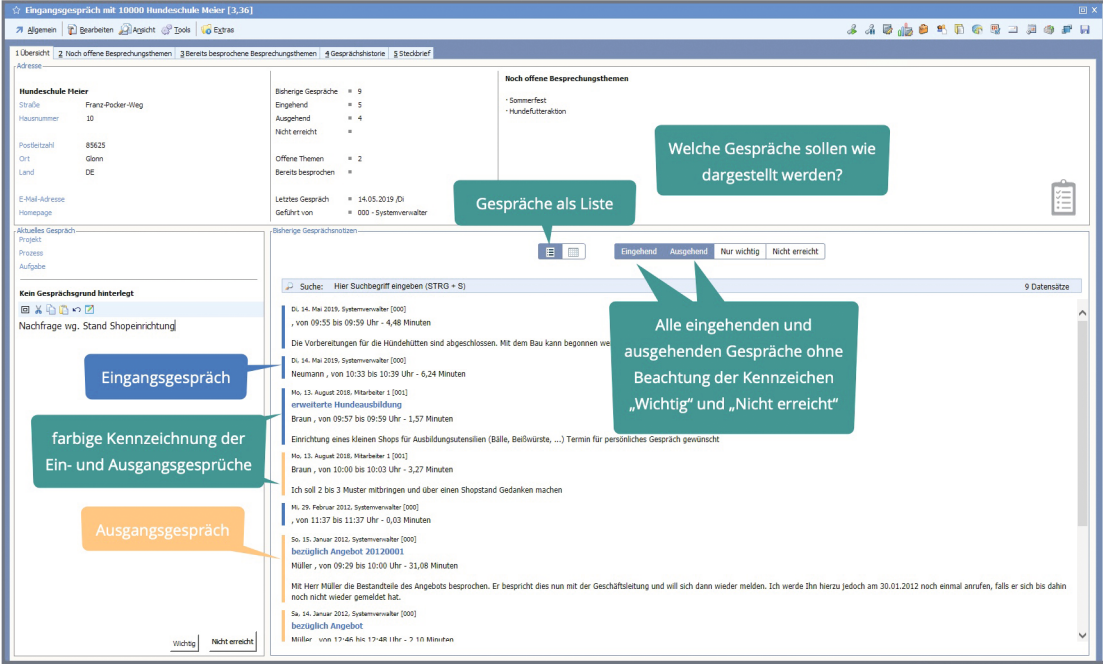 Eingangsgespräch mit 10000 Hundeschule Meier [3,36]
Allgemein Bearbeiten Ansicht Tools Extras
1 Übersicht 2 Noch offene Besprechungsthemen 3 Bereits besprochene Besprechungsthemen 4 Gesprächshistorie 5 Steckbrief
Adresse
Hundeschule Meier
Straße Franz-Pocker-Weg
Hausnummer 10
Postleitzahl 85625
Ort Glonn
Land DE
E-Mail-Adresse
Homepage
Bisherige Gespräche = 9
Eingehend = 5
Ausgehend = 4
Nicht erreicht =
Offene Themen = 2
Bereits besprochen =
Letztes Gespräch = 14.05.2019 /Di
Geführt von = 000 - Systemverwalter
Noch offene Besprechungsthemen
· Sommerfest
· Hundefutteraktion
Welche Gespräche sollen wie
dargestellt werden?
Gespräche als Liste
Aktuelles Gespräch
Projekt
Prozess
Aufgabe
Kein Gesprächsgrund hinterlegt
Nachfrage wg. Stand Shopeinrichtung
Wichtig Nicht erreicht
Bisherige Gesprächsnotizen
Eingehend Ausgehend Nur wichtig Nicht erreicht
Suche: Hier Suchbegriff eingeben (STRG + S) 9 Datensätze
Di, 14. Mai 2019, Systemverwalter [000]
, von 09:55 bis 09:59 Uhr - 4,48 Minuten
Die Vorbereitungen für die Hündehütten sind abgeschlossen. Mit dem Bau kann begonnen we
Di, 14. Mai 2019, Systemverwalter [000]
Neumann , von 10:33 bis 10:39 Uhr - 6,24 Minuten
Mo, 13. August 2018, Mitarbeiter 1 [001]
erweiterte Hundeausbildung
Braun , von 09:57 bis 09:59 Uhr - 1,57 Minuten
Einrichtung eines kleinen Shops für Ausbildungsutensilien (Bälle, Beißwürste, ...) Termin für persönliches Gespräch gewünscht
Mo, 13. August 2018, Mitarbeiter 1 [001]
Braun , von 10:00 bis 10:03 Uhr - 3,27 Minuten
Ich soll 2 bis 3 Muster mitbringen und über einen Shopstand Gedanken machen
Mi, 29. Februar 2012, Systemverwalter [000]
, von 11:37 bis 11:37 Uhr - 0,03 Minuten
So, 15. Januar 2012, Systemverwalter [000]
bezüglich Angebot 20120001
Müller , von 09:29 bis 10:00 Uhr - 31,08 Minuten
Mit Herr Müller die Bestandteile des Angebots besprochen. Er bespricht dies nun mit der Geschäftsleitung und will sich dann wieder melden. Ich werde Ihn hierzu jedoch am 30.01.2012 noch einmal anrufen, falls er sich bis dahin
noch nicht wieder gemeldet hat.
Sa, 14. Januar 2012, Systemverwalter [000]
bezüglich Angebot
Müller , von 12:46 bis 12:48 Uhr - 2,10 Minuten
Alle eingehenden und
ausgehenden Gespräche ohne
Beachtung der Kennzeichen
„Wichtig“ und „Nicht erreicht“
Eingangsgespräch
farbige Kennzeichnung der
Ein- und Ausgangsgesprüche
Ausgangsgespräch